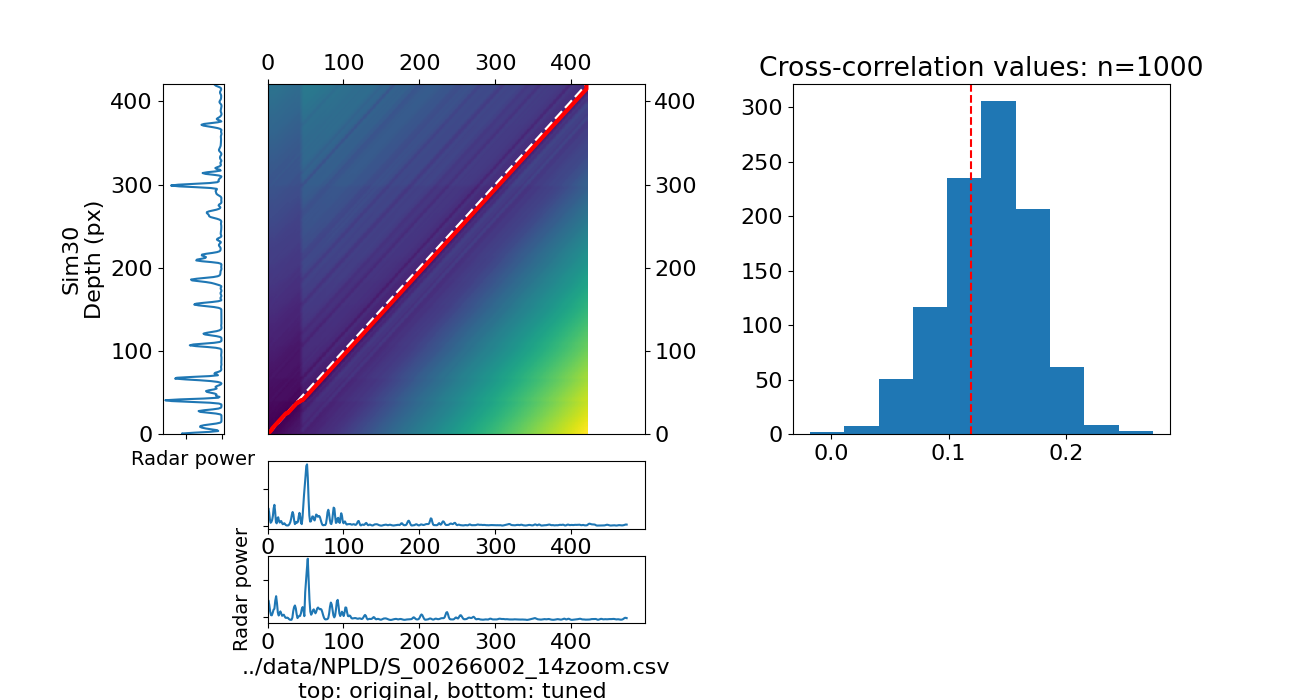 0 100 200 300 400
Cross-correlation values: n=1000
400
300
200
100
0
Sim30
Depth (px)
Radar power
400
300
200
100
0
300
250
200
150
100
50
0
0.0 0.1 0.2
0 100 200 300 400
Radar power
0 100 200 300 400
../data/NPLD/S_00266002_14zoom.csv
top: original, bottom: tuned